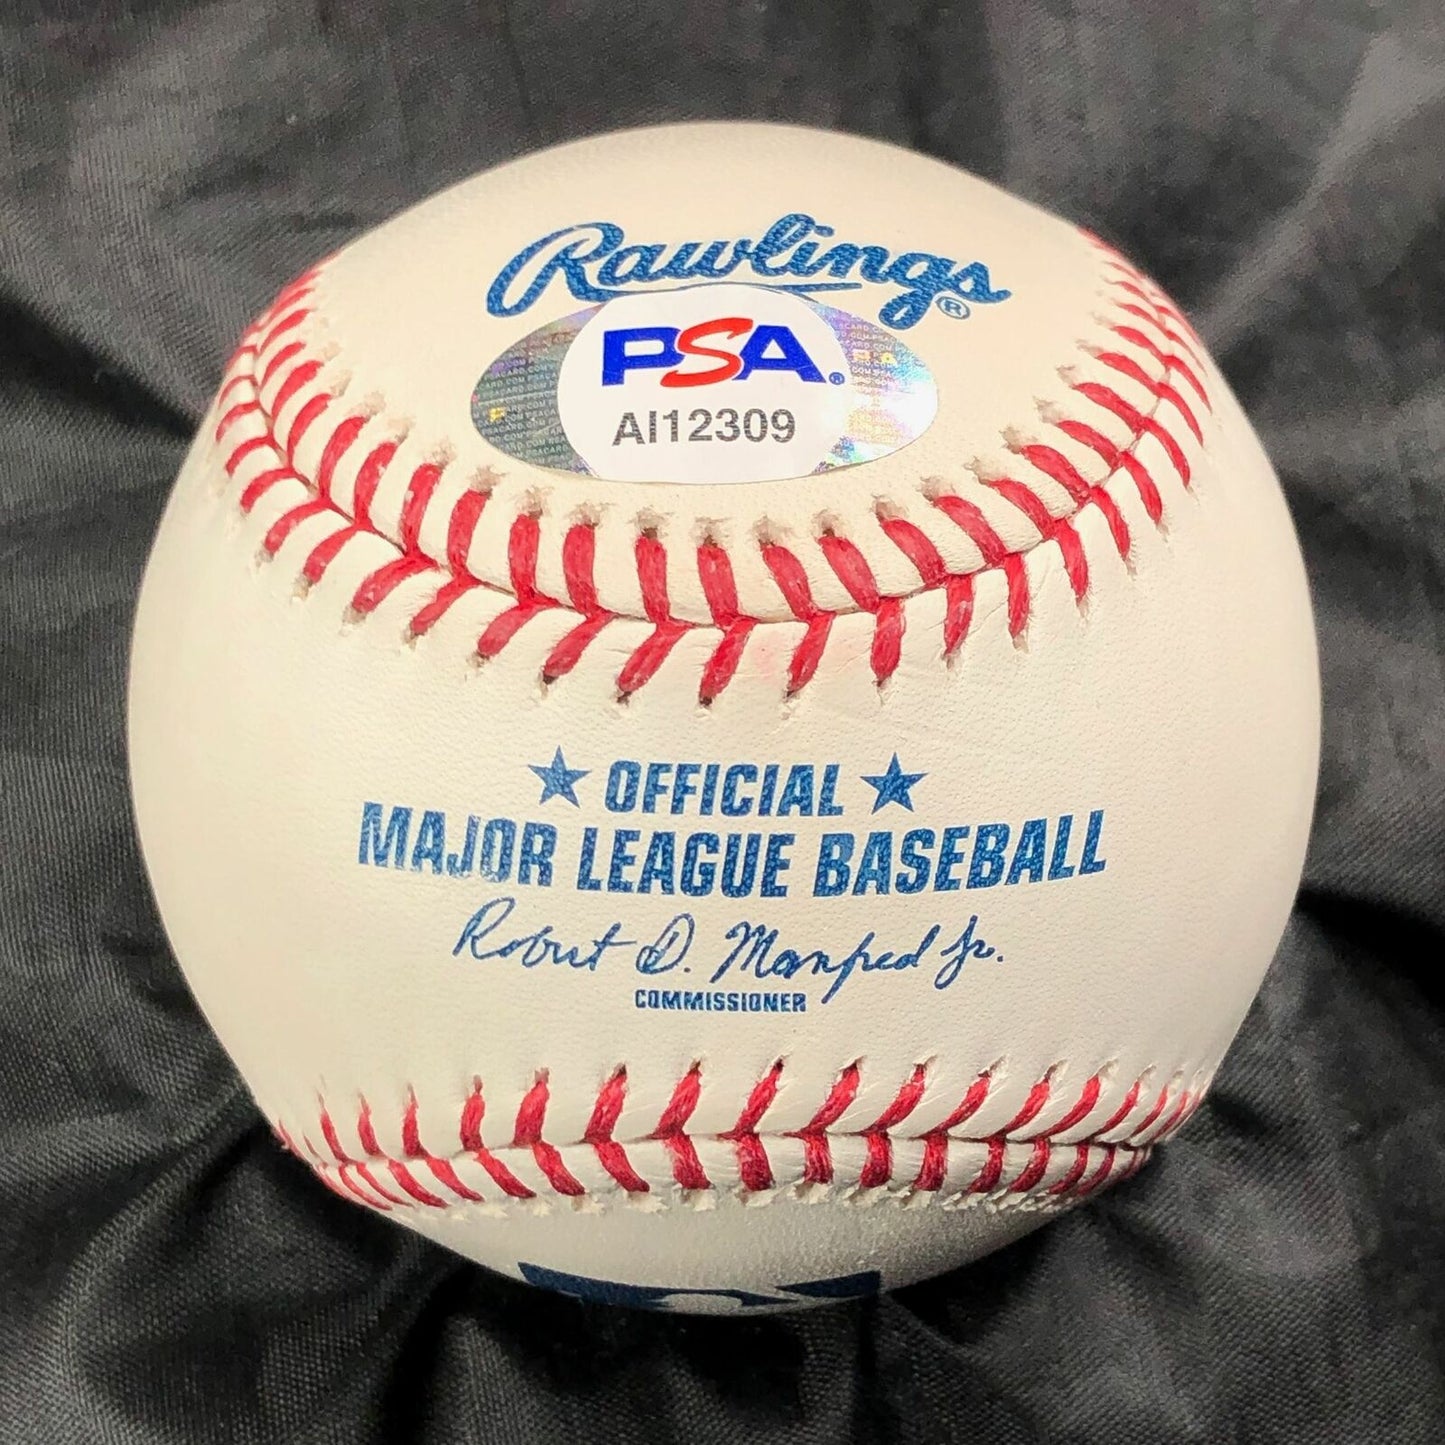 Rawlings®
PSA®
AI12309
★ OFFICIAL ★
MAJOR LEAGUE BASEBALL
Robert D. Manfred Jr.
COMMISSIONER